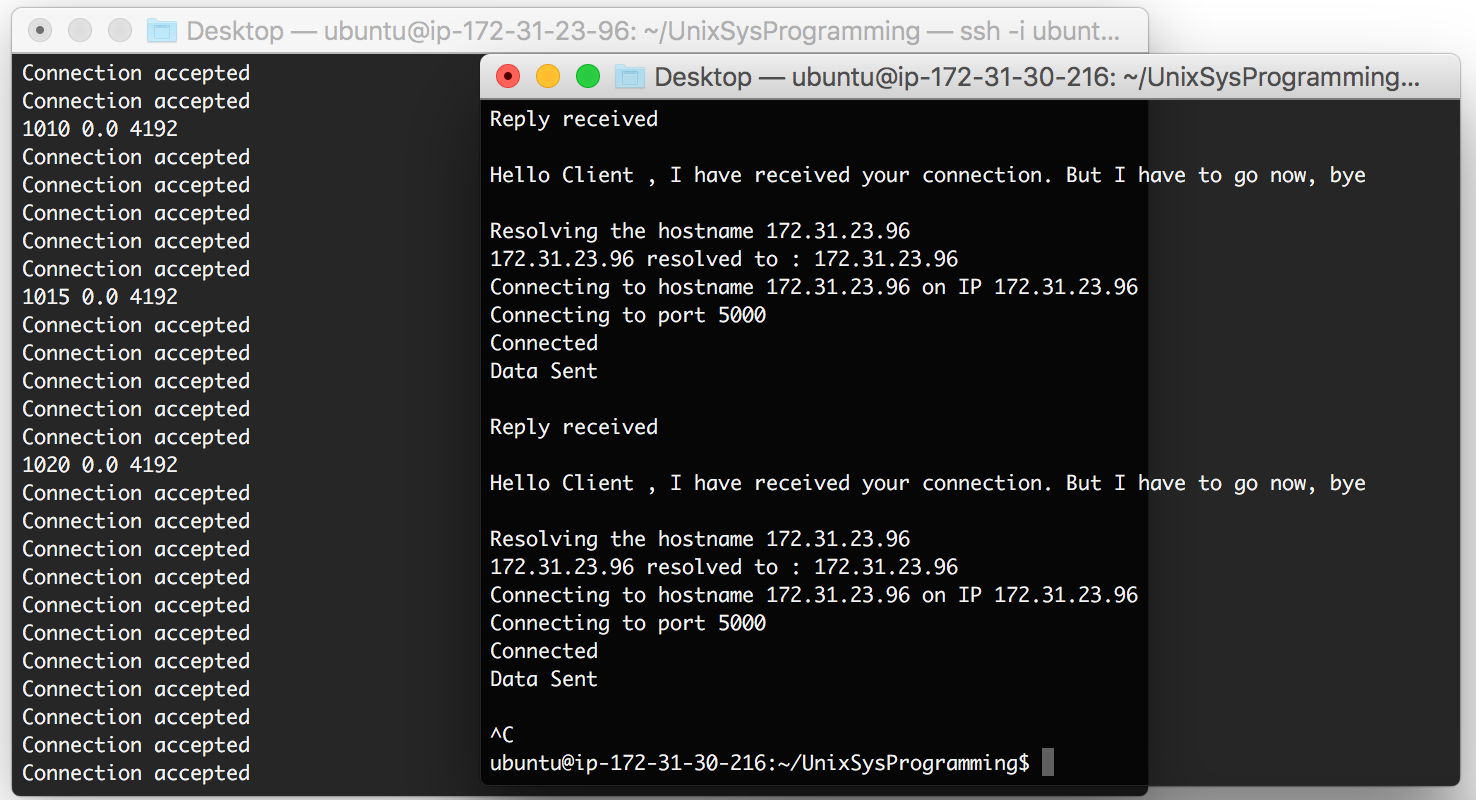 Desktop — ubuntu@ip-172-31-23-96: ~/UnixSysProgramming — ssh -i ubunt...
Connection accepted
Connection accepted
1010 0.0 4192
Connection accepted
Connection accepted
Connection accepted
Connection accepted
Connection accepted
1015 0.0 4192
Connection accepted
Connection accepted
Connection accepted
Connection accepted
Connection accepted
1020 0.0 4192
Connection accepted
Connection accepted
Connection accepted
Connection accepted
Connection accepted
Connection accepted
Connection accepted
Connection accepted
Connection accepted
Connection accepted
Connection accepted
Desktop — ubuntu@ip-172-31-30-216: ~/UnixSysProgramming...
Reply received
Hello Client , I have received your connection. But I have to go now, bye
Resolving the hostname 172.31.23.96
172.31.23.96 resolved to : 172.31.23.96
Connecting to hostname 172.31.23.96 on IP 172.31.23.96
Connecting to port 5000
Connected
Data Sent
Reply received
Hello Client , I have received your connection. But I have to go now, bye
Resolving the hostname 172.31.23.96
172.31.23.96 resolved to : 172.31.23.96
Connecting to hostname 172.31.23.96 on IP 172.31.23.96
Connecting to port 5000
Connected
Data Sent
^C
ubuntu@ip-172-31-30-216:~/UnixSysProgramming$